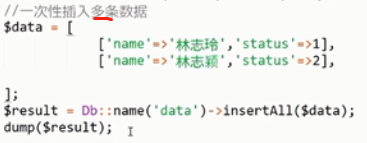 //一次性插入多条数据
$data = [
['name'=>'林志玲','status'=>1],
['name'=>'林志颖','status'=>2],
];
$result = Db::name('data')->insertAll($data);
dump($result);